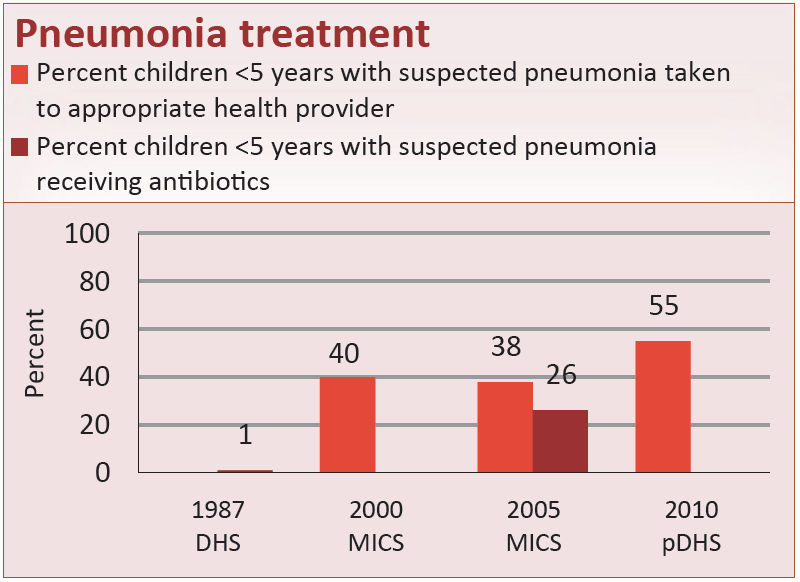 Pneumonia treatment
Percent children <5 years with suspected pneumonia taken
to appropriate health provider
Percent children <5 years with suspected pneumonia
receiving antibiotics
Percent
100
80
60
40
20
0
1
40
38
26
55
1987
DHS
2000
MICS
2005
MICS
2010
pDHS